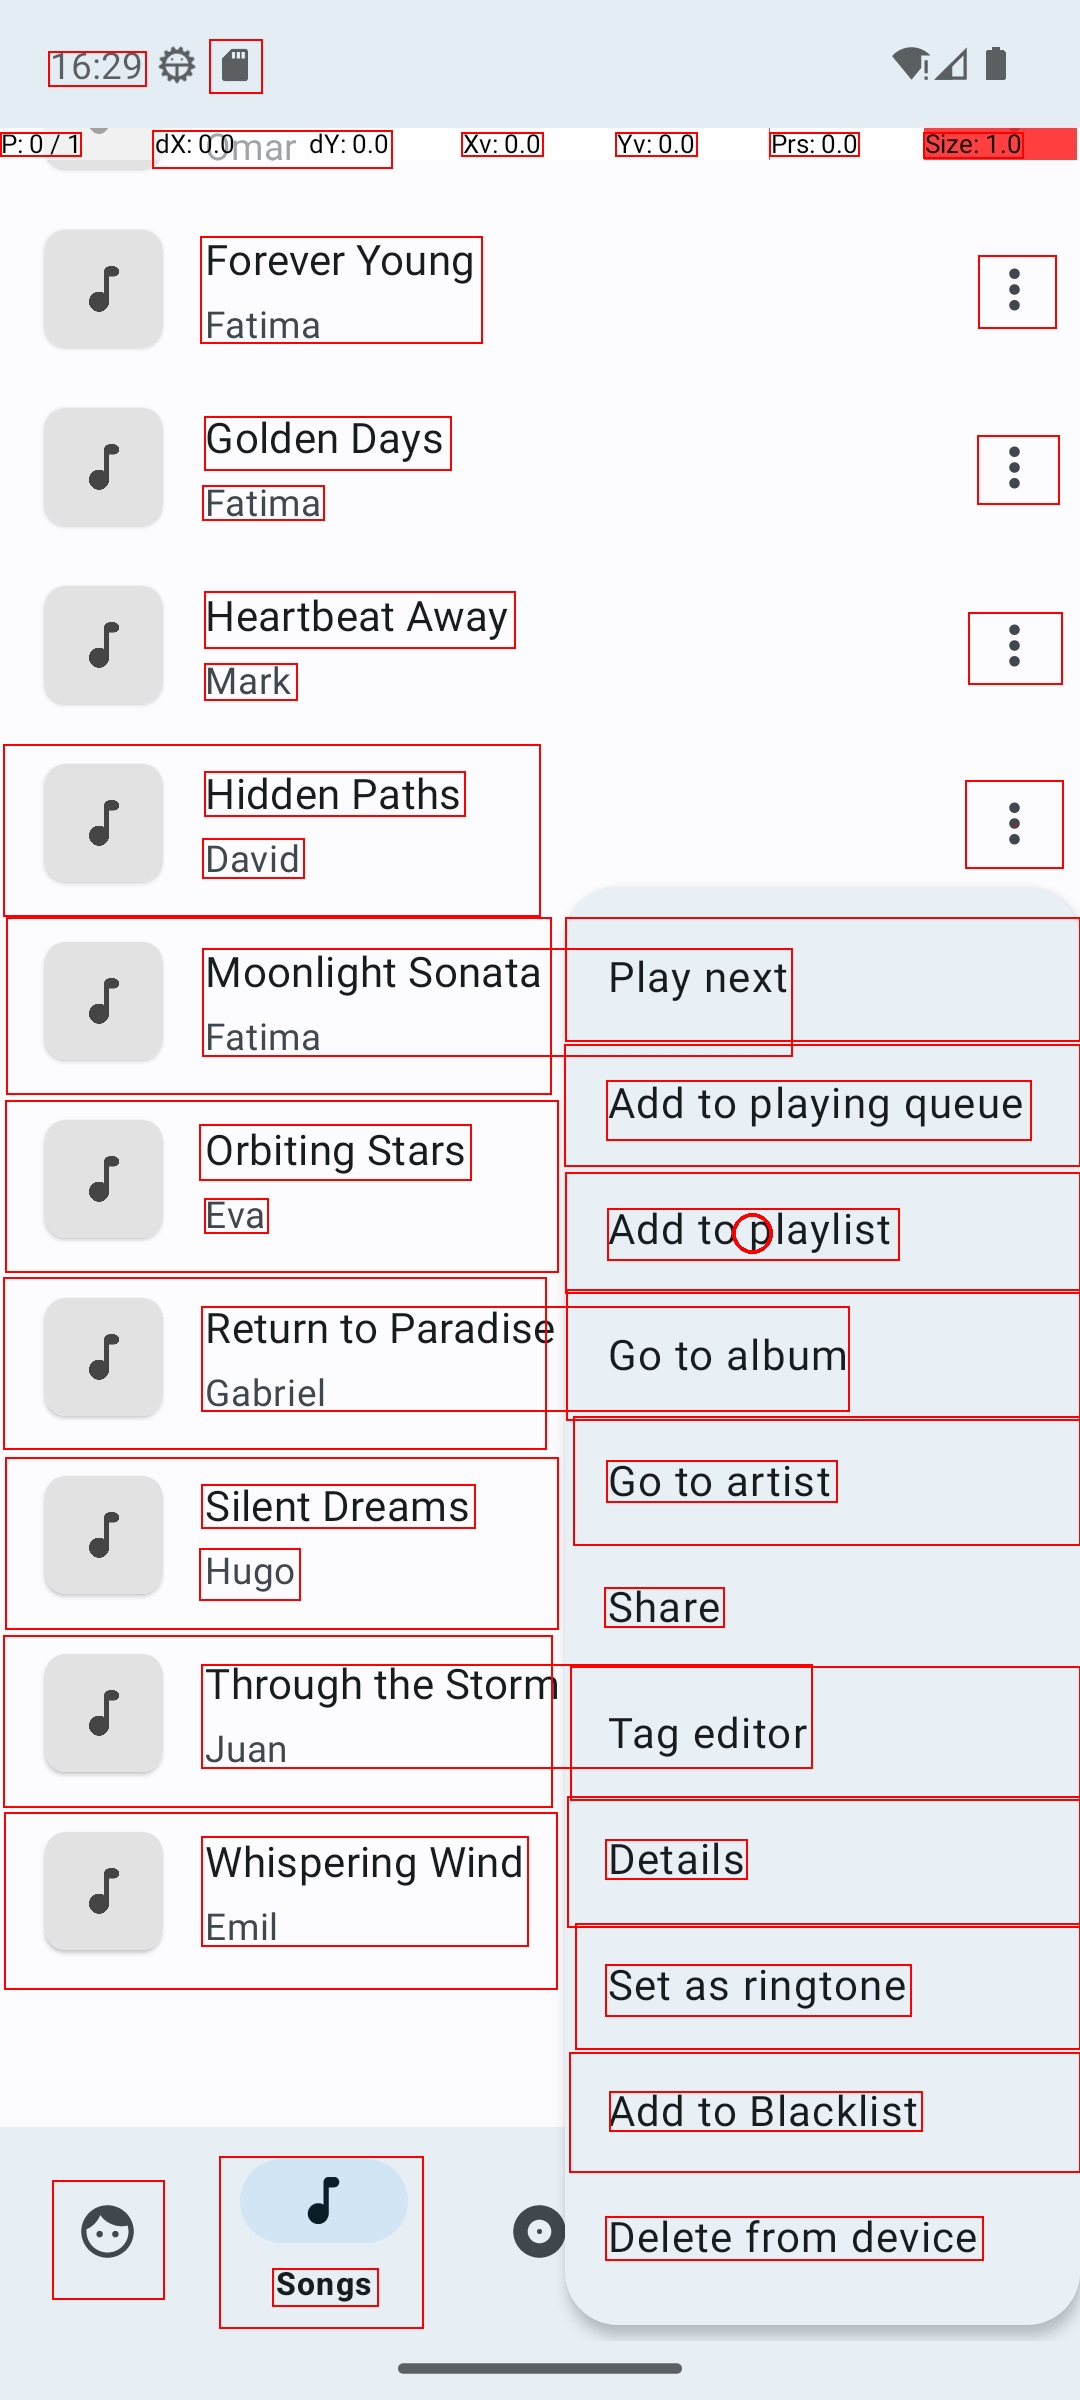 16:29
P: 0 / 1 dX: 0.0 dY: 0.0 Xv: 0.0 Yv: 0.0 Prs: 0.0 Size: 1.0
Omar
Forever Young
Fatima
Golden Days
Fatima
Heartbeat Away
Mark
Hidden Paths
David
Moonlight Sonata
Fatima
Orbiting Stars
Eva
Return to Paradise
Gabriel
Silent Dreams
Hugo
Through the Storm
Juan
Whispering Wind
Emil
Play next
Add to playing queue
Add to playlist
Go to album
Go to artist
Share
Tag editor
Details
Set as ringtone
Add to Blacklist
Delete from device
Songs